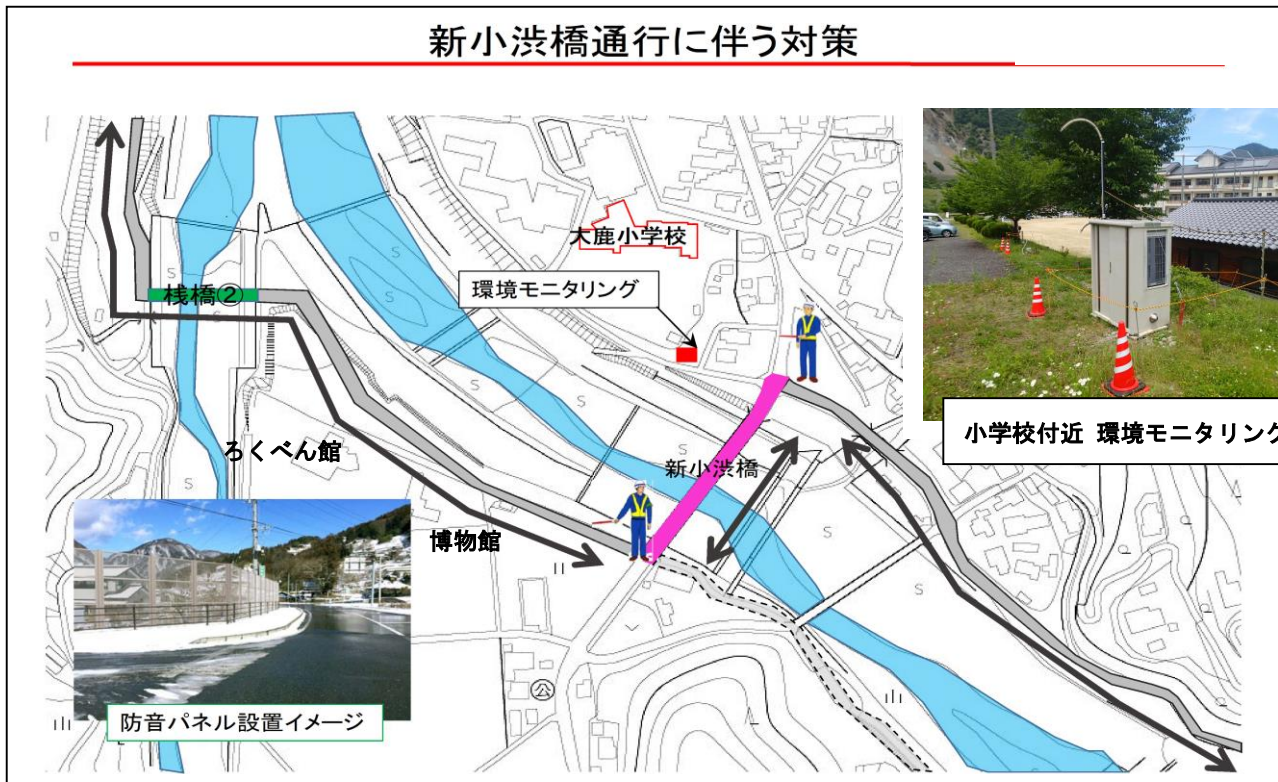 新小渋橋通行に伴う対策
大鹿小学校
環境モニタリング
桟橋②
小学校付近 環境モニタリング
新小渋橋
ろくべん館
博物館
公
防音パネル設置イメージ